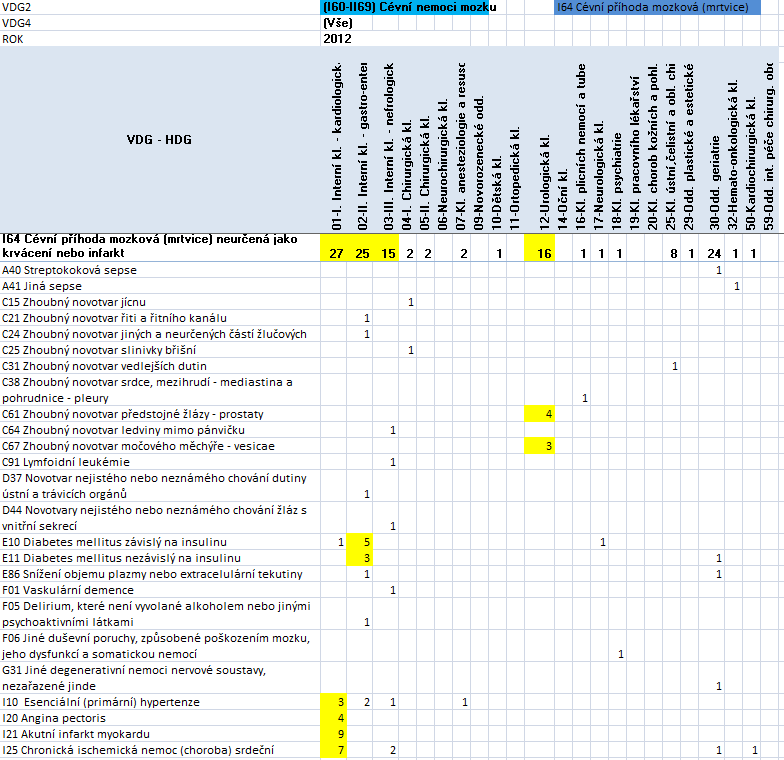 VDG2 (I60-II69) Cévní nemoci mozku I64 Cévní příhoda mozková (mrtvice)
VDG4 (Vše)
ROK 2012
VDG - HDG
01-I. Interní kl. - kardiologick
02-II. Interní kl. - gastro-enter
03-III. Interní kl. - nefrologick
04-I. Chirurgická kl.
05-II. Chirurgická kl.
06-Neurochirurgická kl.
07-Kl. anesteziologie a resusc
09-Novorozenecké odd.
10-Dětská kl.
11-Ortopedická kl.
12-Urologická kl.
14-Oční kl.
16-Kl. plicních nemocí a tube
17-Neurologická kl.
18-Kl. psychiatrie
19-Kl. pracovního lékařství
20-Kl. chorob kožních a pohl.
25-Kl. ústní,čelistní a obl. chi
29-Odd. plastické a estetické
30-Odd. geriatrie
32-Hemato-onkologická kl.
50-Kardiochirurgická kl.
59-Odd. int. péče chirurg. obo
I64 Cévní příhoda mozková (mrtvice) neurčená jako
krvácení nebo infarkt 27 25 15 2 2 2 1 16 1 1 1 8 1 24 1 1
A40 Streptokoková sepse 1
A41 Jiná sepse 1
C15 Zhoubný novotvar jícnu 1
C21 Zhoubný novotvar řiti a řitního kanálu 1
C24 Zhoubný novotvar jiných a neurčených částí žlučových 1
C25 Zhoubný novotvar slinivky břišní 1
C31 Zhoubný novotvar vedlejších dutin 1
C38 Zhoubný novotvar srdce, mezihrudí - mediastina a
pohrudnice - pleury 1
C61 Zhoubný novotvar předstojné žlázy - prostaty 4
C64 Zhoubný novotvar ledviny mimo pánvičku 1
C67 Zhoubný novotvar močového měchýře - vesicae 3
C91 Lymfoidní leukémie 1
D37 Novotvar nejistého nebo neznámého chování dutiny
ústní a trávicích orgánů 1
D44 Novotvary nejistého nebo neznámého chování žláz s
vnitřní sekrecí 1
E10 Diabetes mellitus závislý na insulinu 1 5 1
E11 Diabetes mellitus nezávislý na insulinu 3 1
E86 Snížení objemu plazmy nebo extracelulární tekutiny 1 1
F01 Vaskulární demence 1
F05 Delirium, které není vyvolané alkoholem nebo jinými
psychoaktivními látkami 1
F06 Jiné duševní poruchy, způsobené poškozením mozku,
jeho dysfunkcí a somatickou nemocí 1
G31 Jiné degenerativní nemoci nervové soustavy,
nezařazené jinde 1
I10 Esenciální (primární) hypertenze 3 2 1 1
I20 Angina pectoris 4
I21 Akutní infarkt myokardu 9
I25 Chronická ischemická nemoc (choroba) srdeční 7 2 1 1